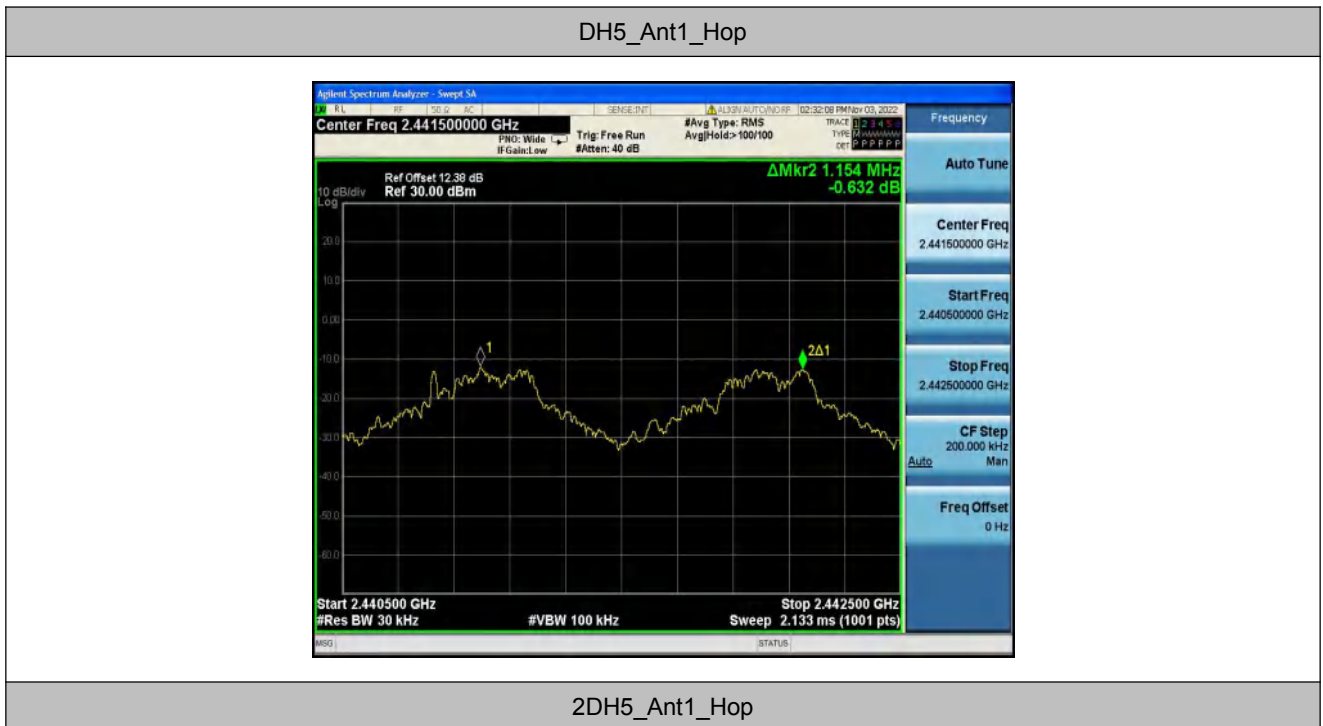 DH5_Ant1_Hop
Agilent Spectrum Analyzer - Swept SA
RL RF 50 Ω AC SENSE:INT ALIGN AUTO/NO RF 02:32:08 PM Nov 03, 2022
Center Freq 2.441500000 GHz
PNO: Wide
IFGain:Low
Trig: Free Run
#Atten: 40 dB
#Avg Type: RMS
Avg|Hold:>100/100
TRACE 1 2 3 4 5 6
TYPE M
DET P P P P P P
Ref Offset 12.38 dB
10 dB/div Ref 30.00 dBm
Log
ΔMkr2 1.154 MHz
-0.632 dB
20.0
10.0
0.00
-10.0
-20.0
-30.0
-40.0
-50.0
-60.0
1
2Δ1
Start 2.440500 GHz
Stop 2.442500 GHz
#Res BW 30 kHz
#VBW 100 kHz
Sweep 2.133 ms (1001 pts)
MSG
STATUS
Frequency
Auto Tune
Center Freq
2.441500000 GHz
Start Freq
2.440500000 GHz
Stop Freq
2.442500000 GHz
CF Step
200.000 kHz
Auto Man
Freq Offset
0 Hz
2DH5_Ant1_Hop